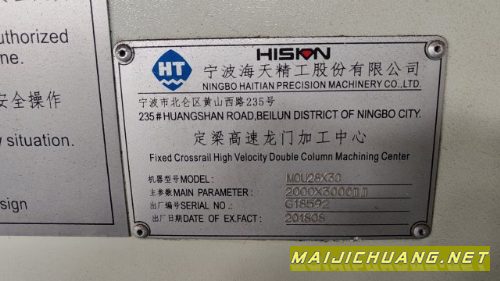 uthorized
ne.
安全操作
y situation.
sign
HT
HISION
宁波海天精工股份有限公司
NINGBO HAITIAN PRECISION MACHINERY CO.,LTD.
宁波市北仑区黄山西路235号
235#HUANGSHAN ROAD,BEILUN DISTRICT OF NINGBO CITY.
定梁高速龙门加工中心
Fixed Crossrail High Velocity Double Column Machining Center
机器型号MODEL: MOU28X30
主参数MAIN PARAMETER: 2000X3000mm
出厂编号SERIAL NO.: G18592
出厂日期DATE OF EX.FACT: 201808
MAIJICHUANG.NET